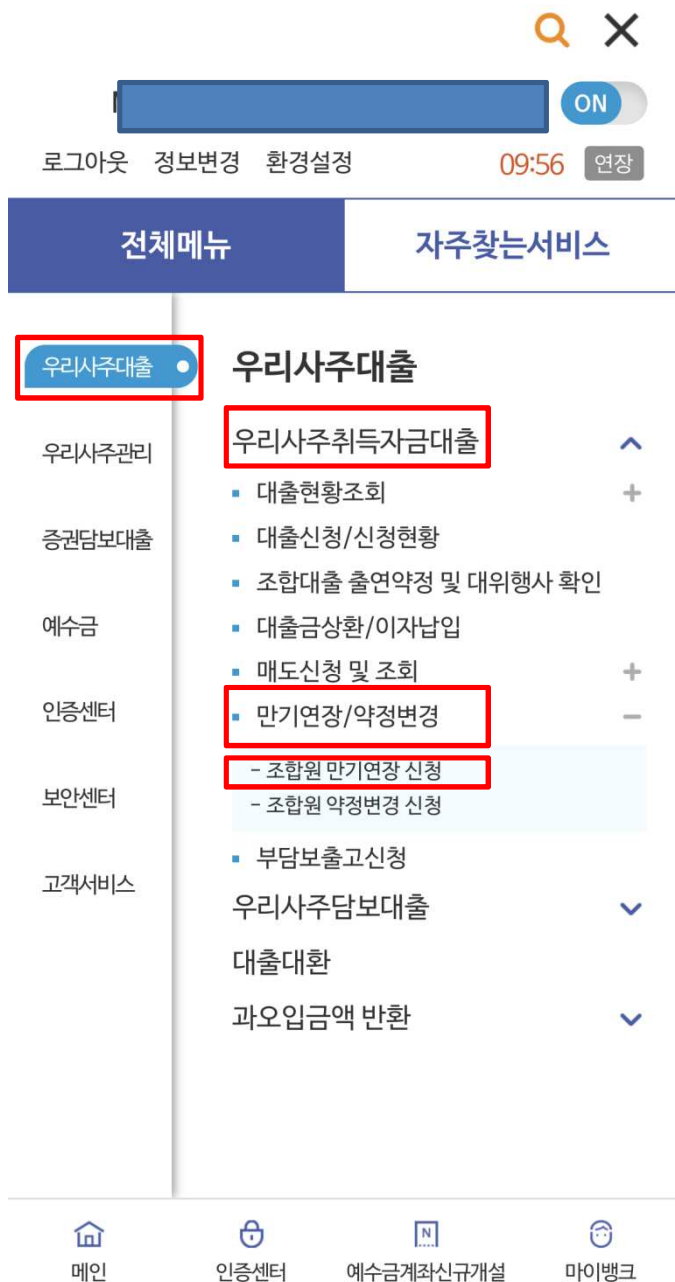 ON
로그아웃 정보변경 환경설정 09:56 연장
전체메뉴 자주찾는서비스
우리사주대출
우리사주관리
증권담보대출
예수금
인증센터
보안센터
고객서비스
우리사주대출
우리사주취득자금대출
대출현황조회
대출신청/신청현황
조합대출 출연약정 및 대위행사 확인
대출금상환/이자납입
매도신청 및 조회
만기연장/약정변경
- 조합원 만기연장 신청
- 조합원 약정변경 신청
부담보출고신청
우리사주담보대출
대출대환
과오입금액 반환
메인 인증센터 예수금계좌신규개설 마이뱅크